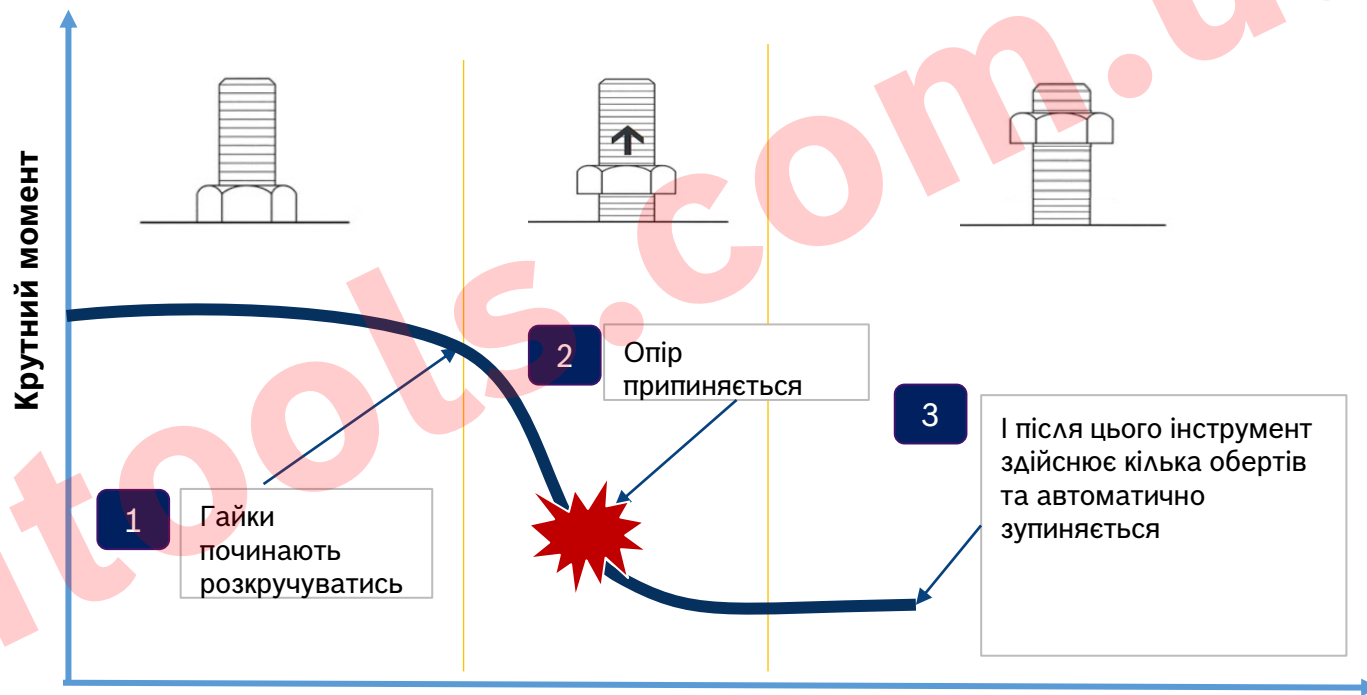 Крутний момент
1
Гайки
починають
розкручуватись
2
Опір
припиняється
3
І після цього інструмент
здійснює кілька обертів
та автоматично
зупиняється
itools.com.u